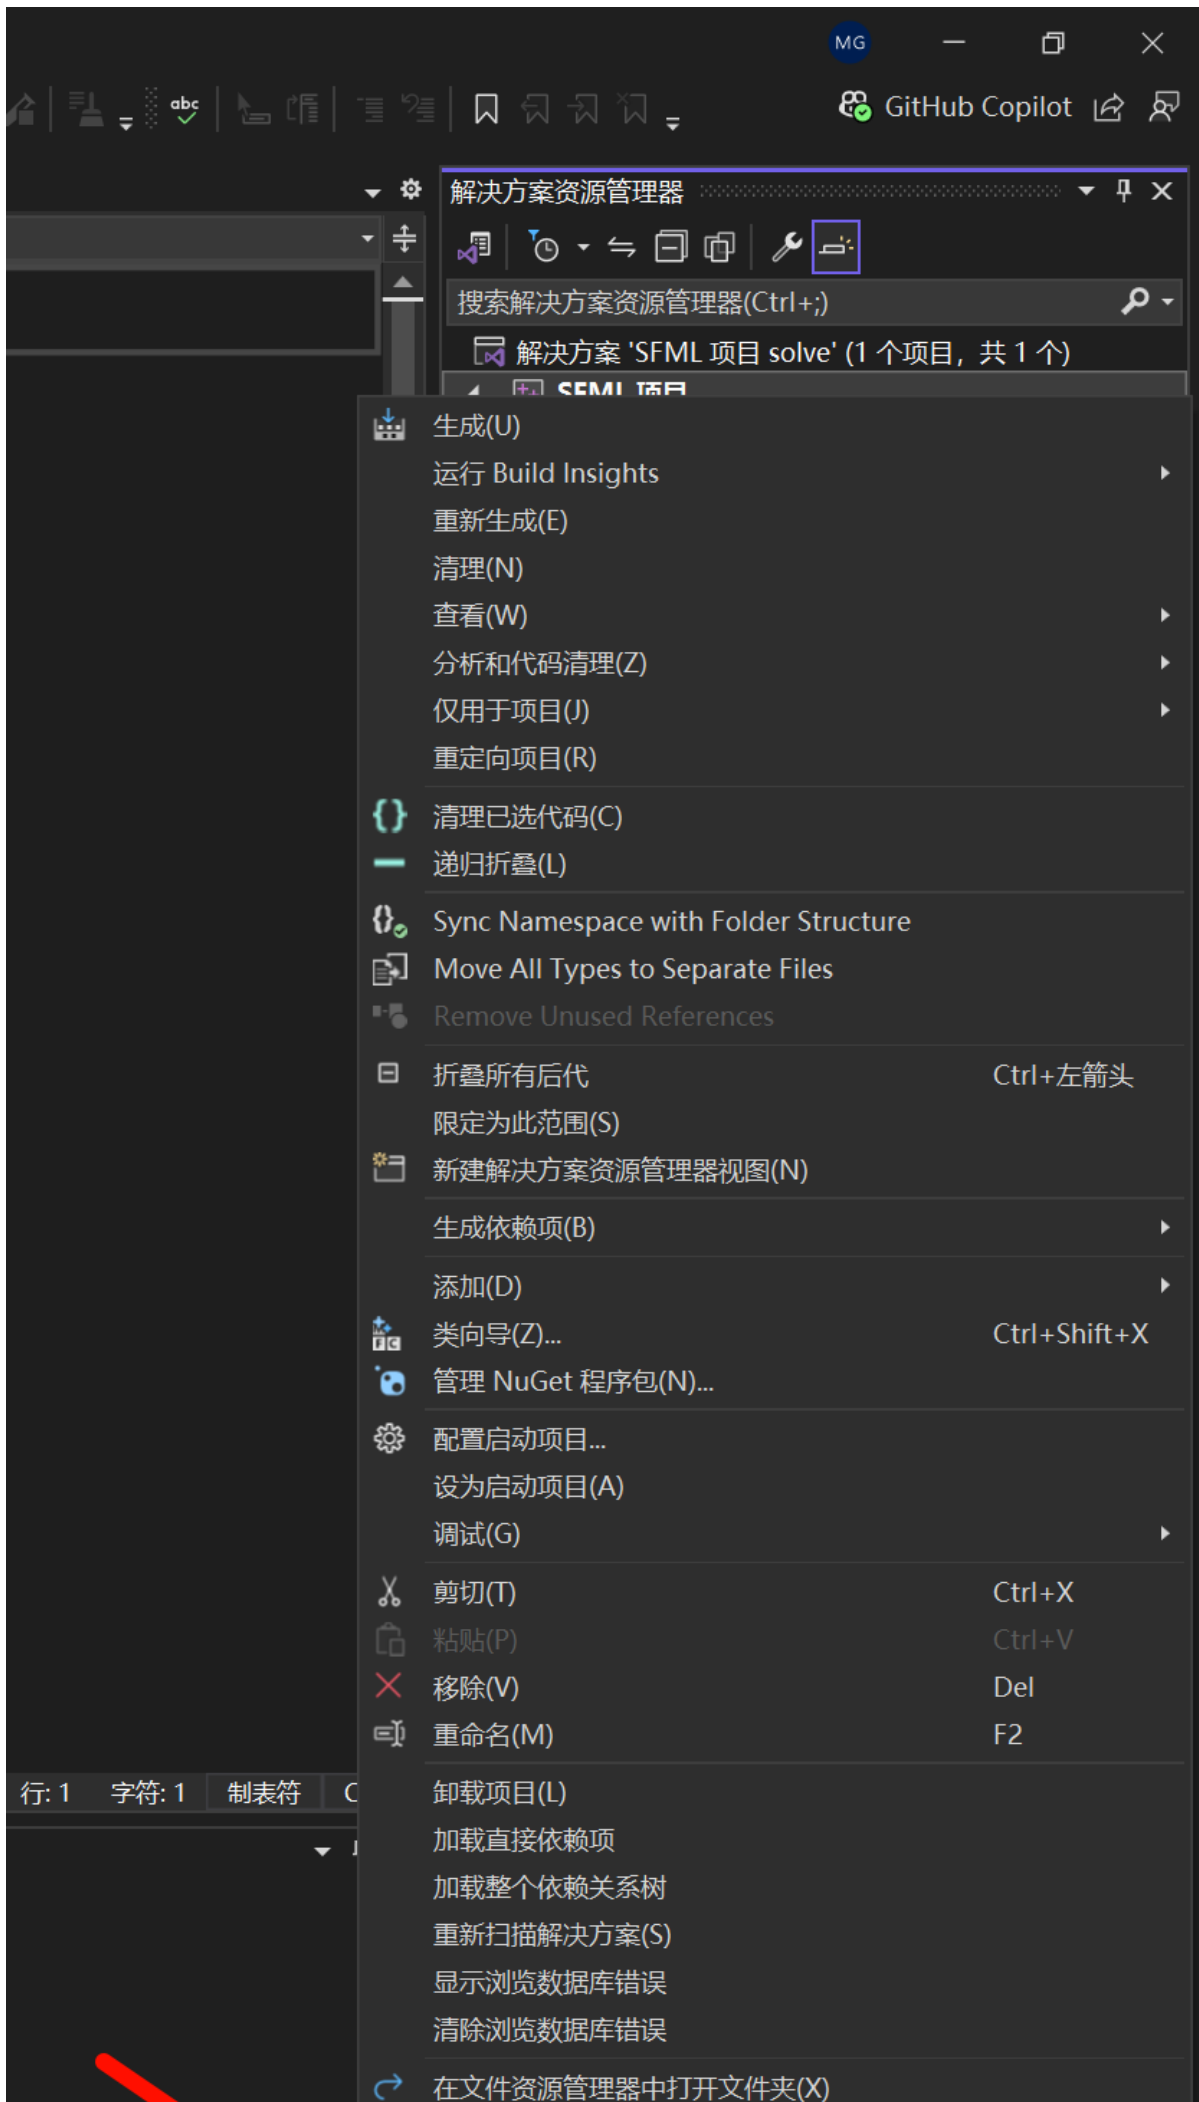 MG
abc
GitHub Copilot
解决方案资源管理器
搜索解决方案资源管理器(Ctrl+;)
解决方案 'SFML 项目 solve' (1 个项目，共 1 个)
SFML 项目
生成(U)
运行 Build Insights
重新生成(E)
清理(N)
查看(W)
分析和代码清理(Z)
仅用于项目(J)
重定向项目(R)
清理已选代码(C)
递归折叠(L)
Sync Namespace with Folder Structure
Move All Types to Separate Files
Remove Unused References
折叠所有后代 Ctrl+左箭头
限定为此范围(S)
新建解决方案资源管理器视图(N)
生成依赖项(B)
添加(D)
类向导(Z)... Ctrl+Shift+X
管理 NuGet 程序包(N)...
配置启动项目...
设为启动项目(A)
调试(G)
剪切(T) Ctrl+X
粘贴(P) Ctrl+V
移除(V) Del
重命名(M) F2
行: 1 字符: 1 制表符 C
卸载项目(L)
加载直接依赖项
加载整个依赖关系树
重新扫描解决方案(S)
显示浏览数据库错误
清除浏览数据库错误
在文件资源管理器中打开文件夹(X)